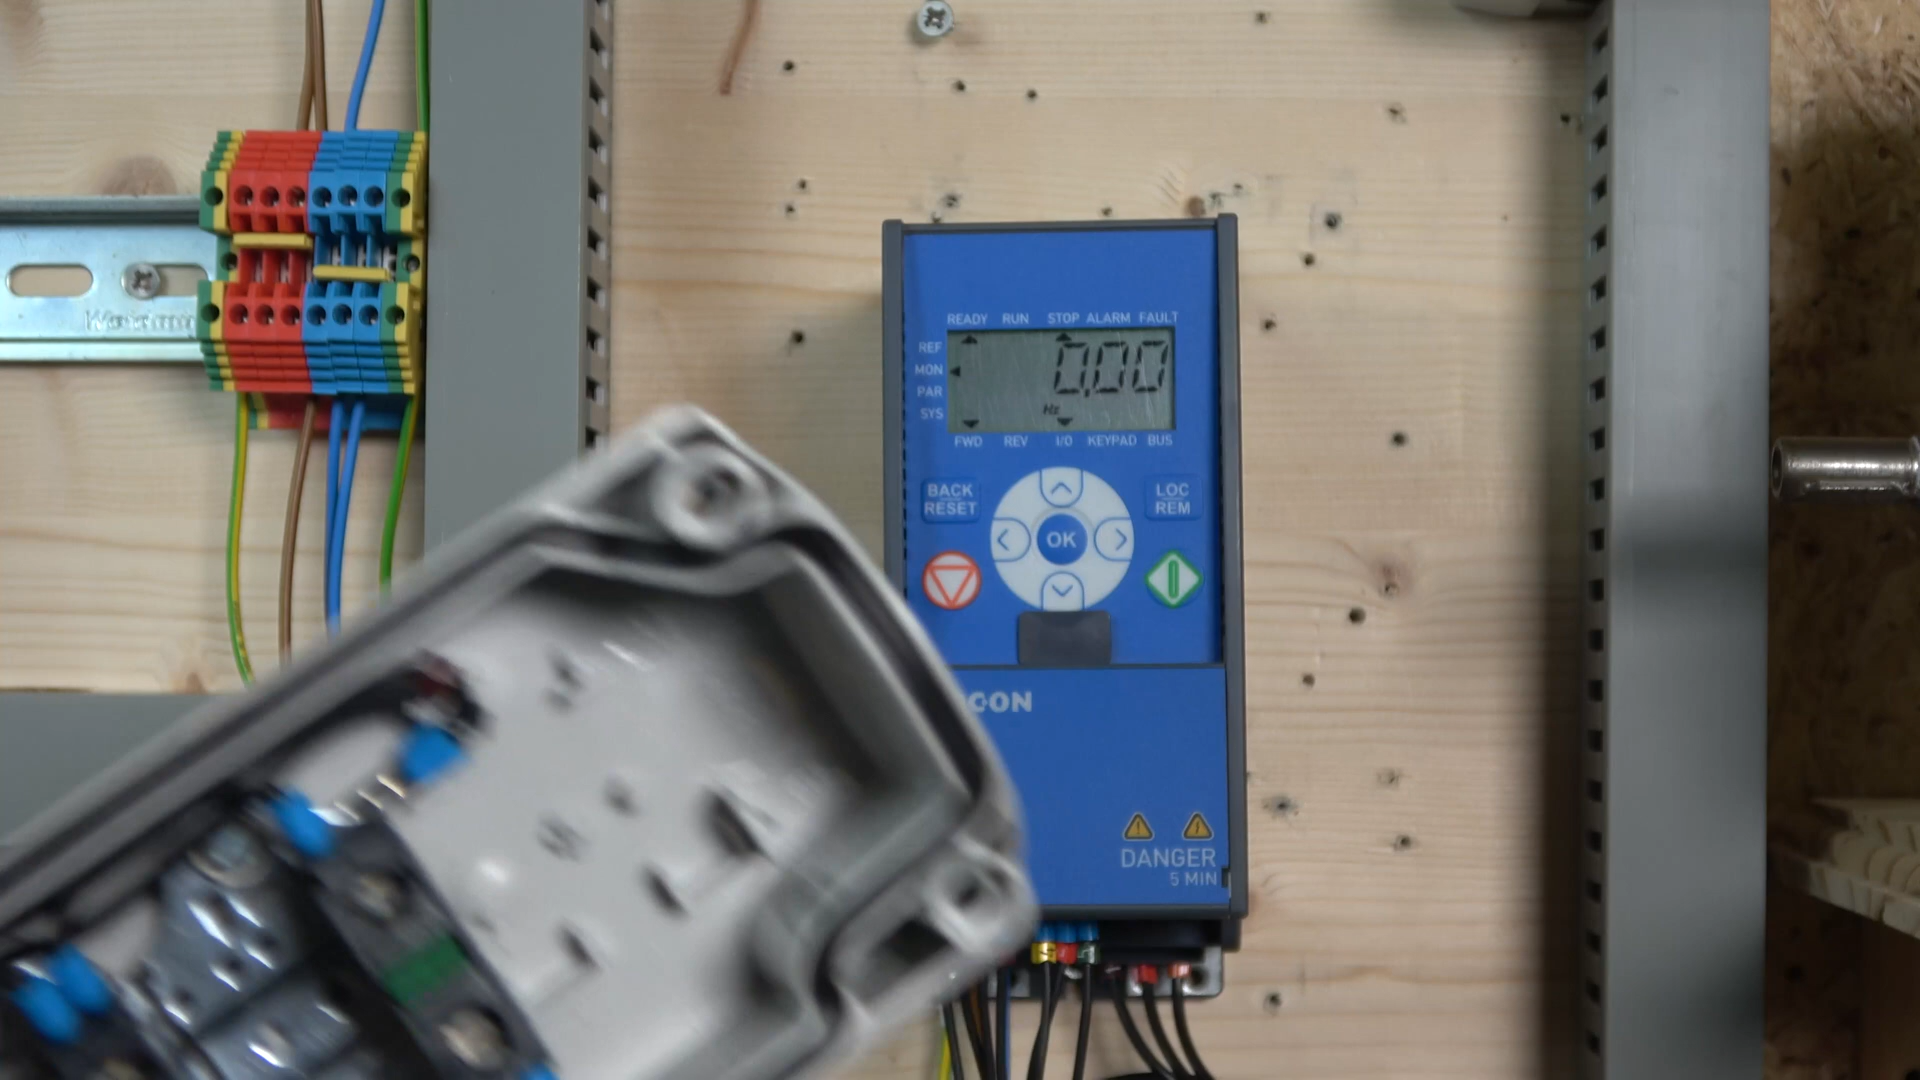 READY RUN STOP ALARM FAULT
REF
MON
PAR
SYS
0,00
Hz
FWD REV I/O KEYPAD BUS
BACK
RESET
LOC
REM
OK
CON
DANGER
5 MIN